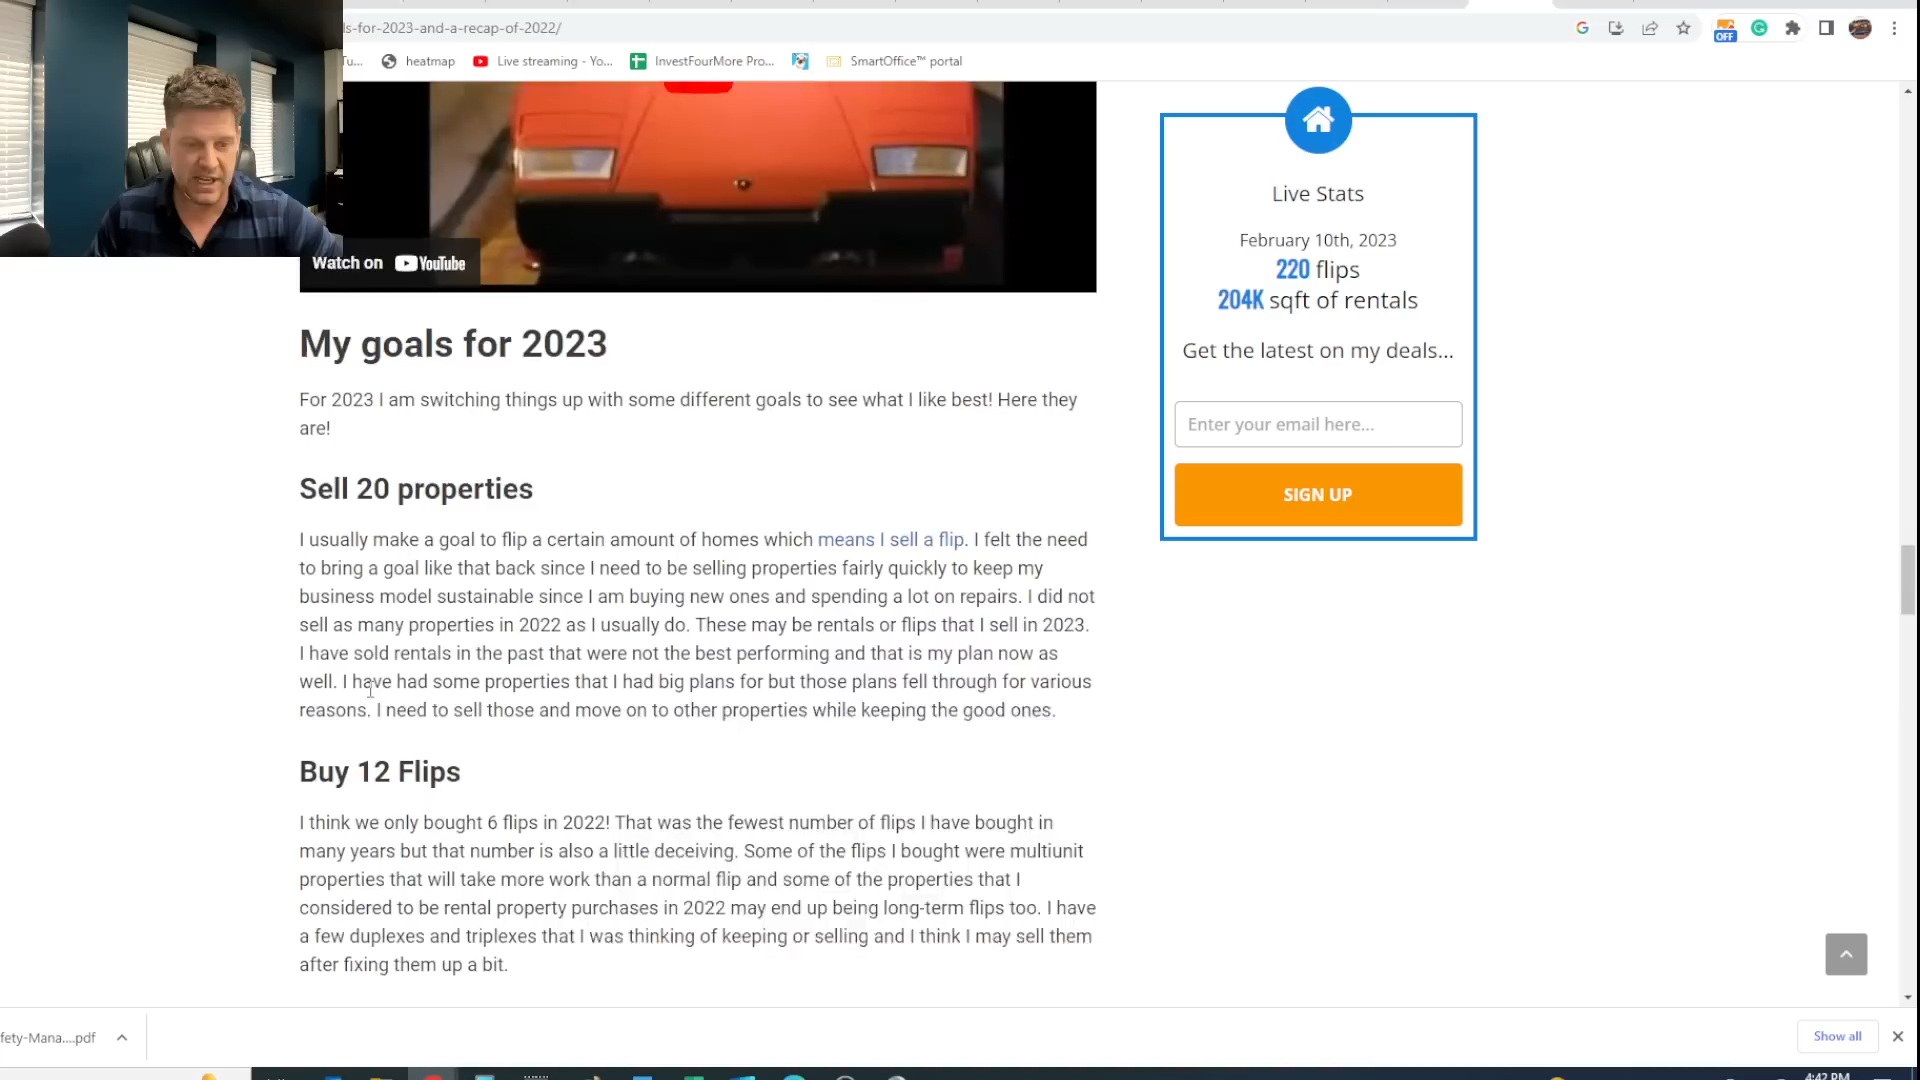 ls-for-2023-and-a-recap-of-2022/
OFF
Tu...
heatmap
Live streaming - Yo...
InvestFourMore Pro...
SmartOffice™ portal
Watch on YouTube
My goals for 2023
For 2023 I am switching things up with some different goals to see what I like best! Here they
are!
Sell 20 properties
I usually make a goal to flip a certain amount of homes which means I sell a flip. I felt the need
to bring a goal like that back since I need to be selling properties fairly quickly to keep my
business model sustainable since I am buying new ones and spending a lot on repairs. I did not
sell as many properties in 2022 as I usually do. These may be rentals or flips that I sell in 2023.
I have sold rentals in the past that were not the best performing and that is my plan now as
well. I have had some properties that I had big plans for but those plans fell through for various
reasons. I need to sell those and move on to other properties while keeping the good ones.
Buy 12 Flips
I think we only bought 6 flips in 2022! That was the fewest number of flips I have bought in
many years but that number is also a little deceiving. Some of the flips I bought were multiunit
properties that will take more work than a normal flip and some of the properties that I
considered to be rental property purchases in 2022 may end up being long-term flips too. I have
a few duplexes and triplexes that I was thinking of keeping or selling and I think I may sell them
after fixing them up a bit.
Live Stats
February 10th, 2023
220 flips
204K sqft of rentals
Get the latest on my deals...
Enter your email here...
SIGN UP
fety-Mana....pdf
Show all
4:42 PM